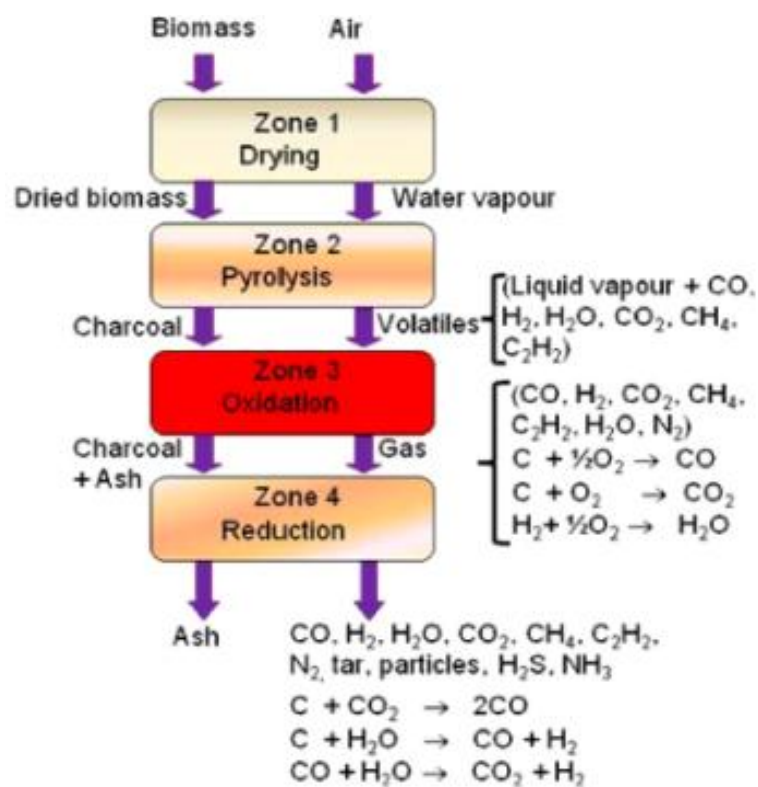 Biomass Air
Zone 1
Drying
Dried biomass Water vapour
Zone 2
Pyrolysis
(Liquid vapour + CO,
H₂, H₂O, CO₂, CH₄,
C₂H₂)
Charcoal Volatiles
Zone 3
Oxidation
(CO, H₂, CO₂, CH₄,
C₂H₂, H₂O, N₂)
C + ½O₂ → CO
C + O₂ → CO₂
H₂ + ½O₂ → H₂O
Charcoal
+ Ash
Gas
Zone 4
Reduction
Ash
CO, H₂, H₂O, CO₂, CH₄, C₂H₂,
N₂, tar, particles, H₂S, NH₃
C + CO₂ → 2CO
C + H₂O → CO + H₂
CO + H₂O → CO₂ + H₂